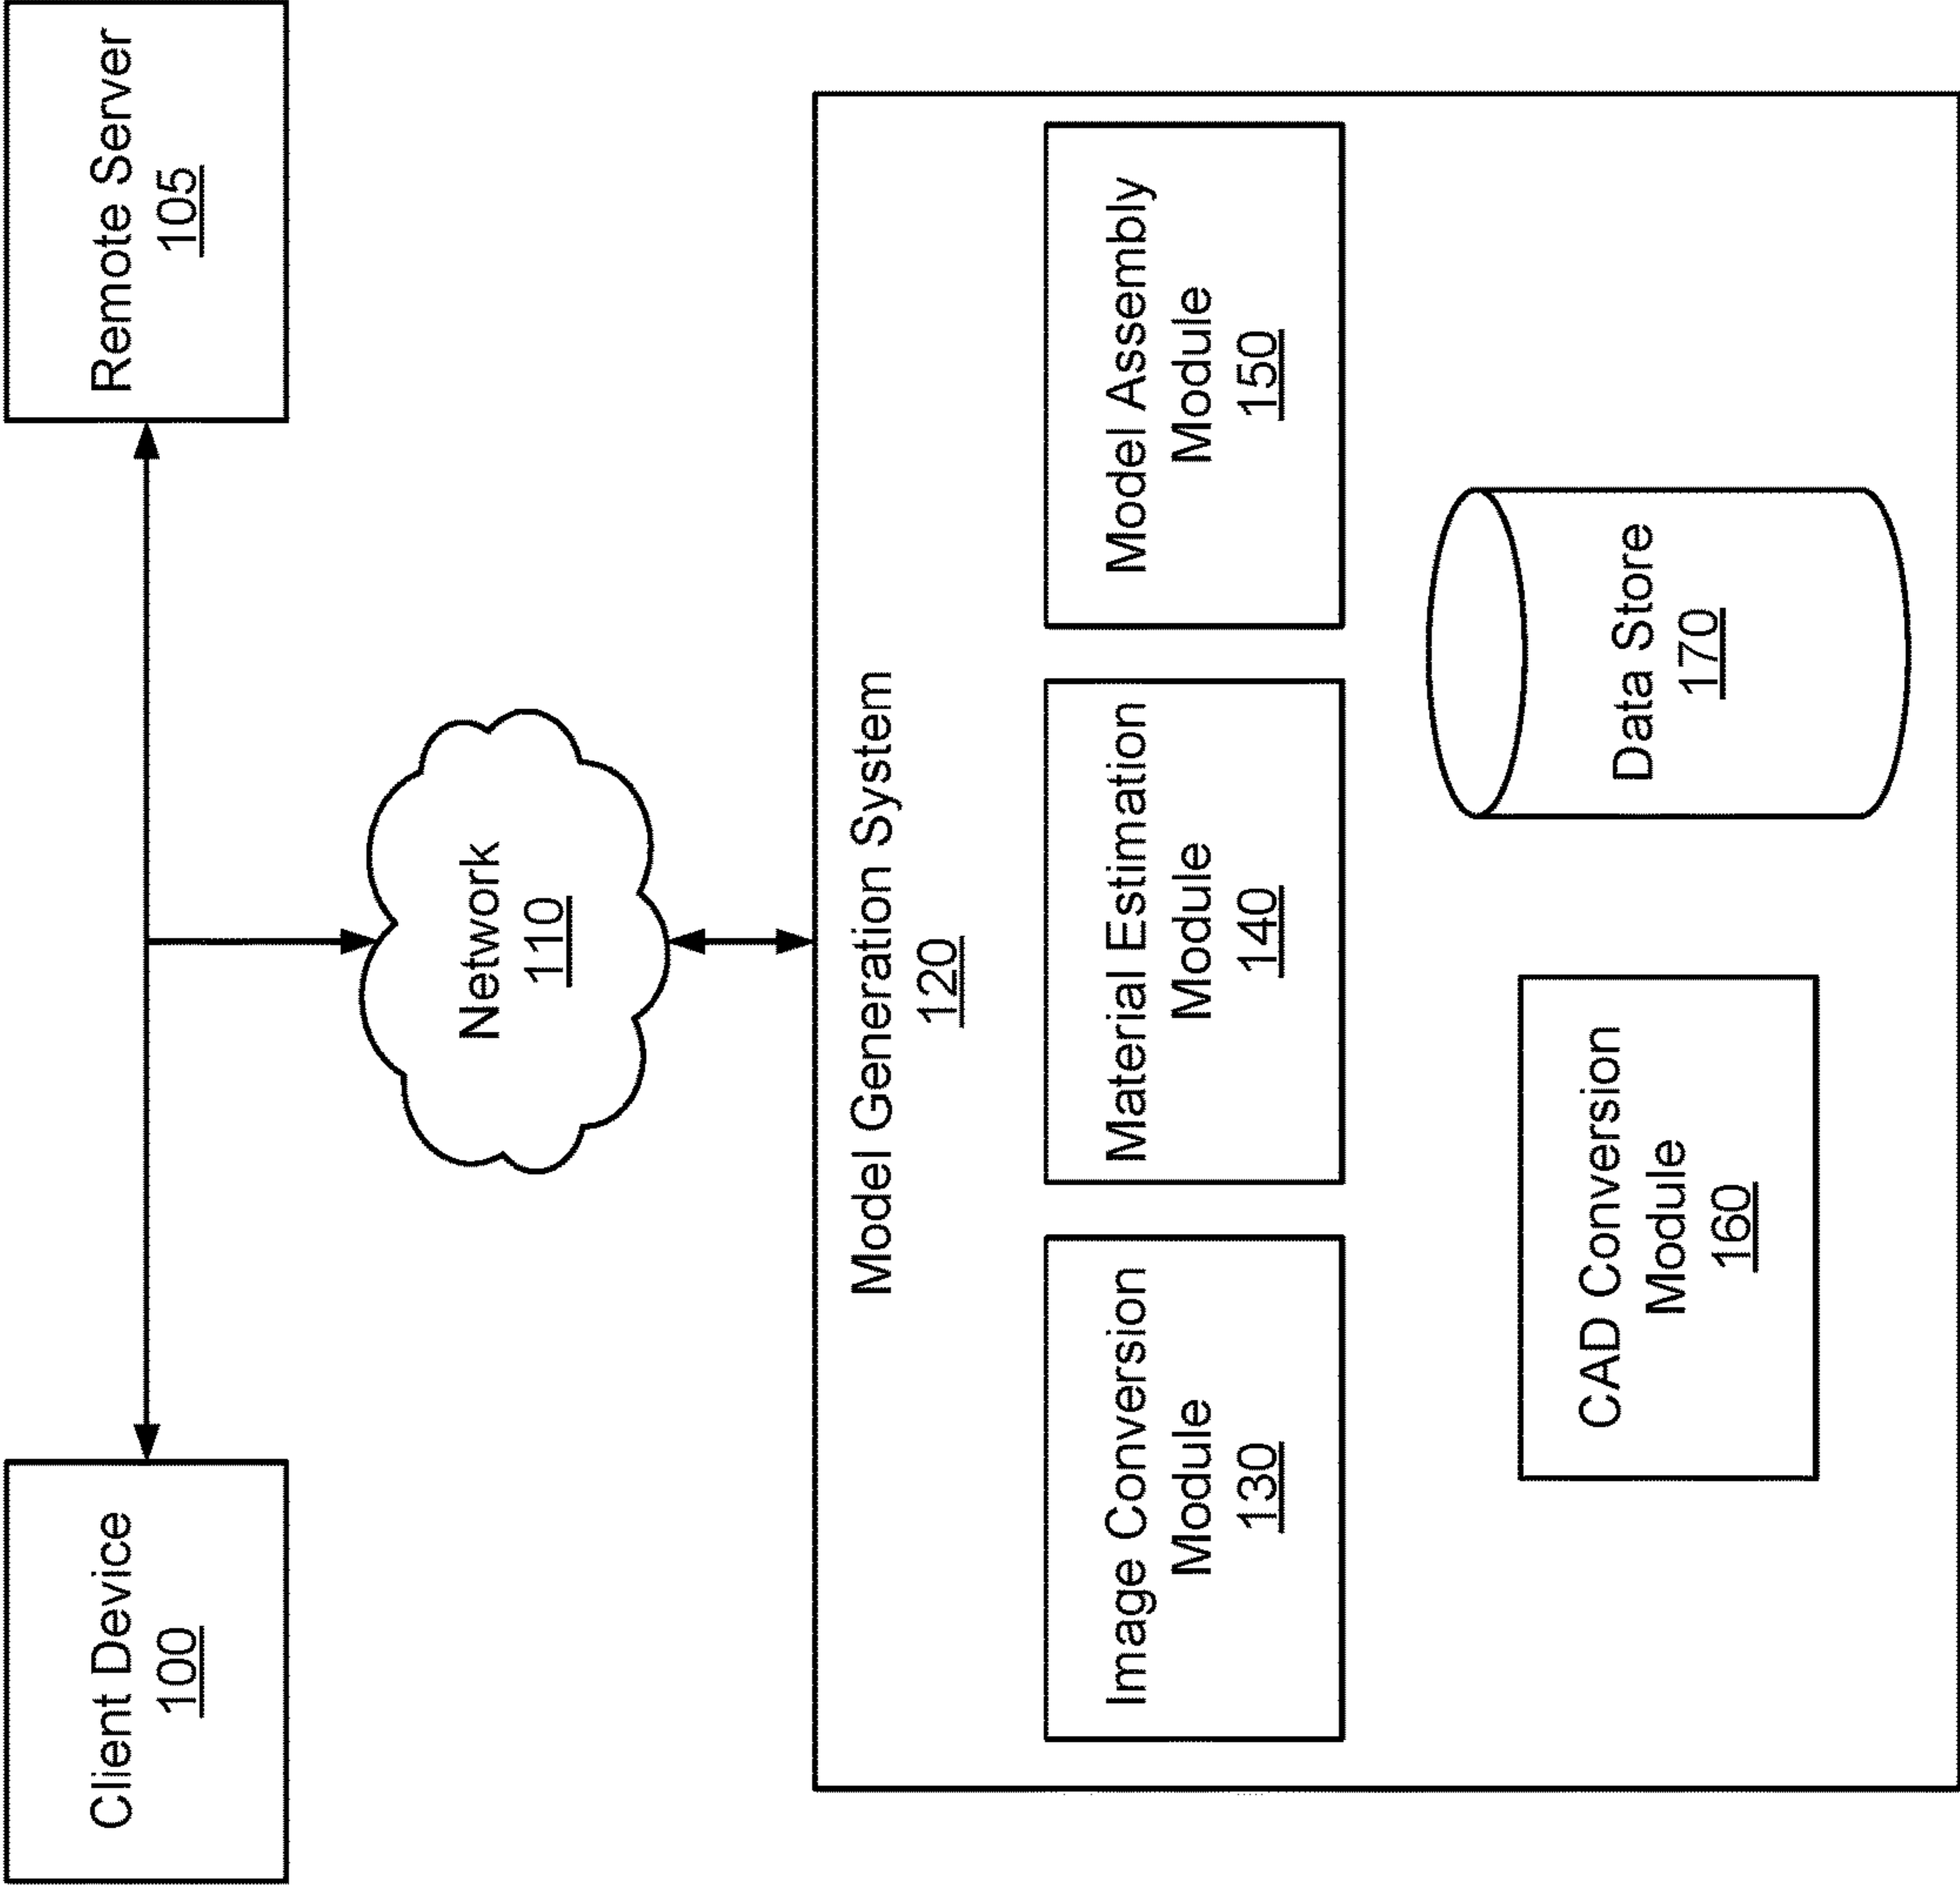 Client Device
100
Remote Server
105
Network
110
Model Generation System
120
Image Conversion
Module
130
Material Estimation
Module
140
Model Assembly
Module
150
CAD Conversion
Module
160
Data Store
170